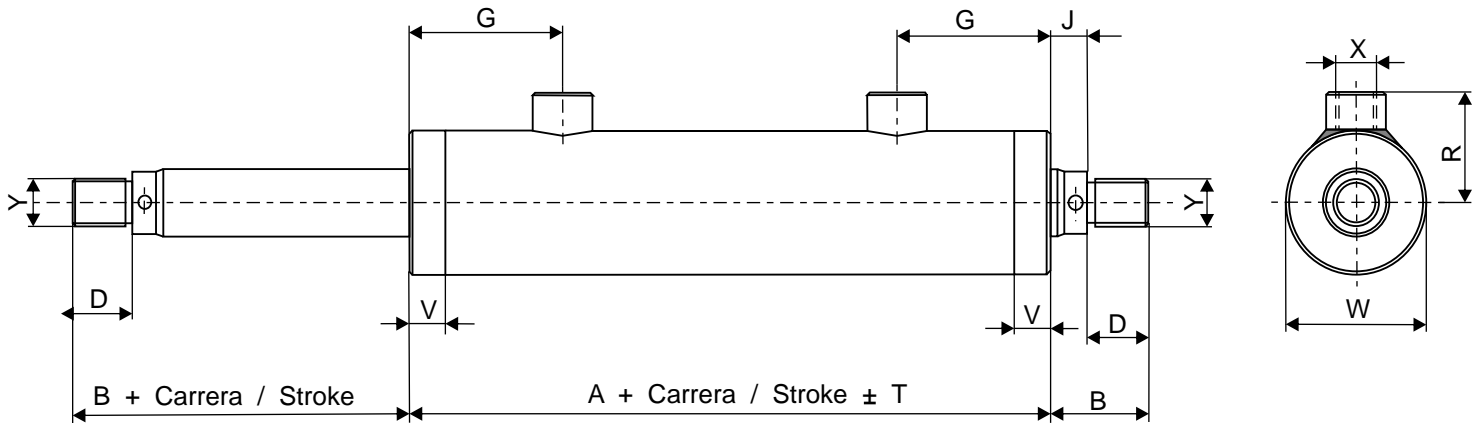 G
G
J
X
R
Y
Y
D
V
V
D
W
B + Carrera / Stroke
A + Carrera / Stroke ± T
B